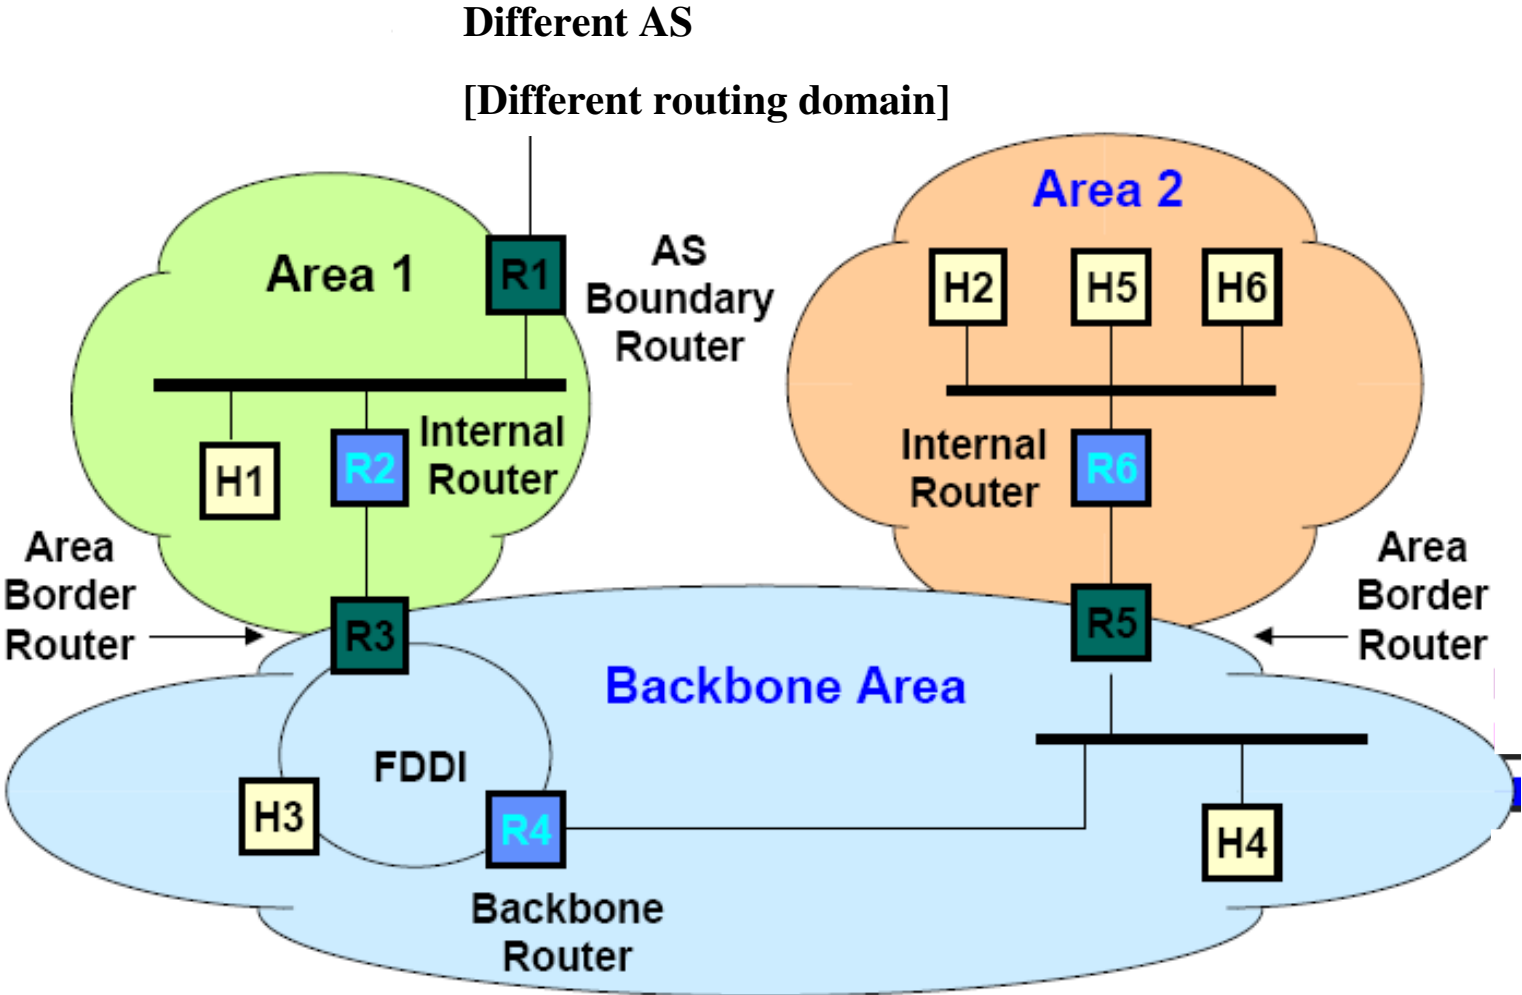 Different AS
[Different routing domain]
Area 2
Area 1
R1
AS
Boundary
Router
H2
H5
H6
Internal
Router
H1
R2
Internal
Router
R6
Area
Border
Router
R3
R5
Area
Border
Router
Backbone Area
FDDI
H3
R4
H4
Backbone
Router